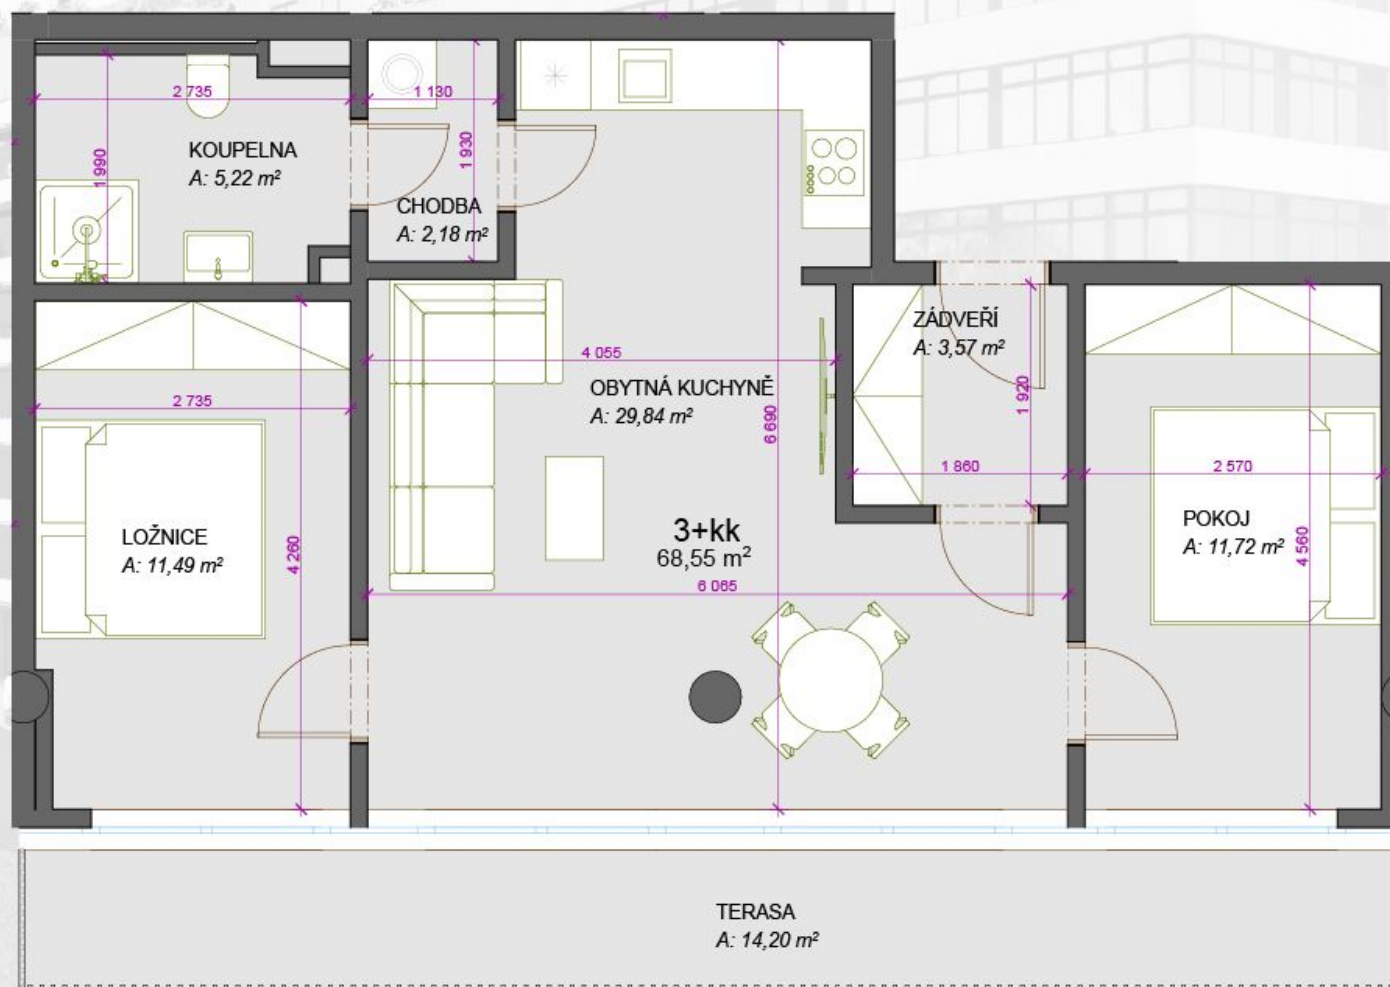 2 735
1 130
1 930
1 990
KOUPELNA
A: 5,22 m²
CHODBA
A: 2,18 m²
ZÁDVEŘÍ
A: 3,57 m²
4 055
OBYTNÁ KUCHYNĚ
A: 29,84 m²
1 920
2 735
6 690
1 860
2 570
LOŽNICE
A: 11,49 m²
4 260
3+kk
68,55 m²
POKOJ
A: 11,72 m²
4 560
6 065
TERASA
A: 14,20 m²